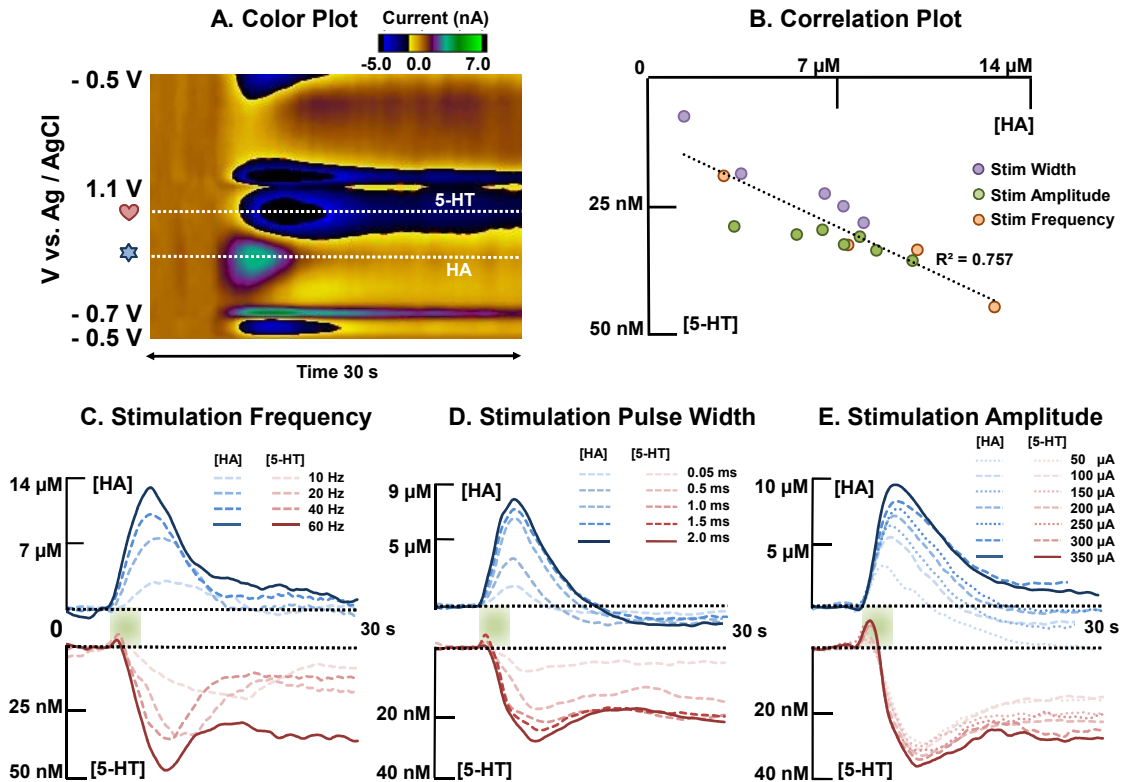 A. Color Plot
Current (nA)
-5.0 0.0 7.0
- 0.5 V
1.1 V
- 0.7 V
- 0.5 V
V vs. Ag / AgCl
5-HT
HA
Time 30 s
B. Correlation Plot
0
7 µM
14 µM
[HA]
Stim Width
Stim Amplitude
Stim Frequency
25 nM
R² = 0.757
50 nM
[5-HT]
C. Stimulation Frequency
14 µM
[HA]
[HA] [5-HT]
10 Hz
20 Hz
40 Hz
60 Hz
7 µM
0
30 s
25 nM
50 nM
[5-HT]
D. Stimulation Pulse Width
9 µM
[HA]
[HA] [5-HT]
0.05 ms
0.5 ms
1.0 ms
1.5 ms
2.0 ms
5 µM
30 s
20 nM
40 nM
[5-HT]
E. Stimulation Amplitude
10 µM
[HA]
[HA] [5-HT]
50 µA
100 µA
150 µA
200 µA
250 µA
300 µA
350 µA
5 µM
30 s
20 nM
40 nM
[5-HT]